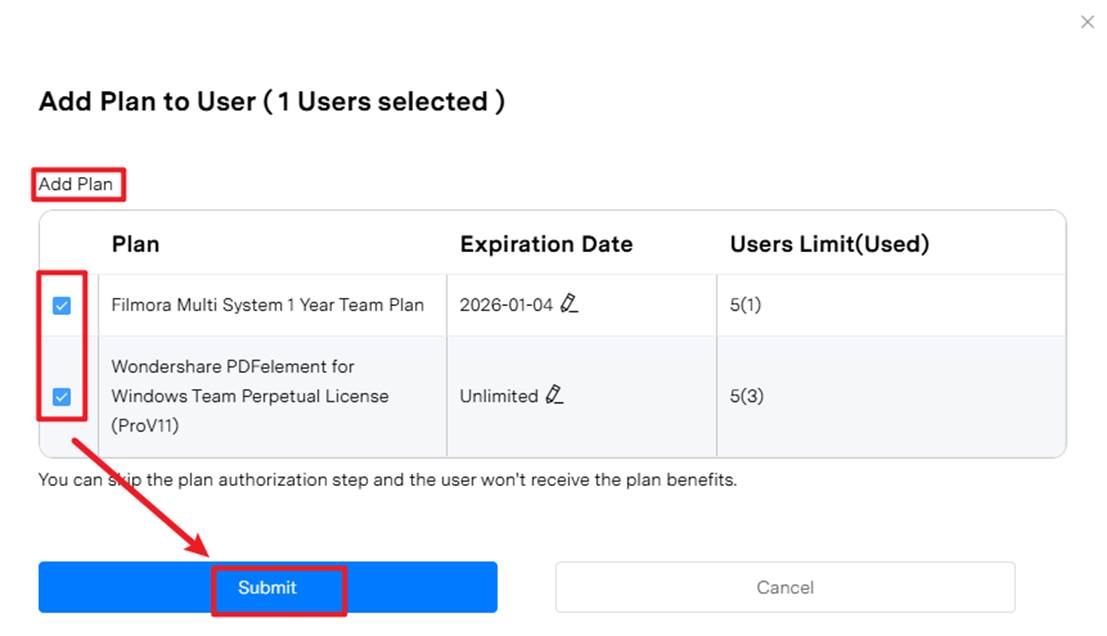 Add Plan to User ( 1 Users selected )
Add Plan
Plan Expiration Date Users Limit(Used)
Filmora Multi System 1 Year Team Plan 2026-01-04 5(1)
Wondershare PDFelement for
Windows Team Perpetual License Unlimited 5(3)
(ProV11)
You can skip the plan authorization step and the user won't receive the plan benefits.
Submit Cancel